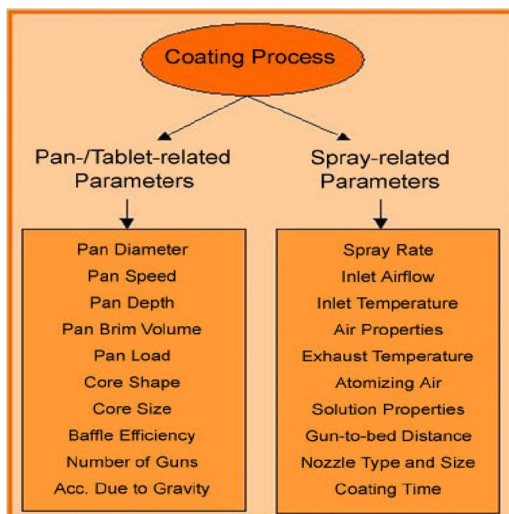 Coating Process
Pan-/Tablet-related
Parameters
Pan Diameter
Pan Speed
Pan Depth
Pan Brim Volume
Pan Load
Core Shape
Core Size
Baffle Efficiency
Number of Guns
Acc. Due to Gravity
Spray-related
Parameters
Spray Rate
Inlet Airflow
Inlet Temperature
Air Properties
Exhaust Temperature
Atomizing Air
Solution Properties
Gun-to-bed Distance
Nozzle Type and Size
Coating Time